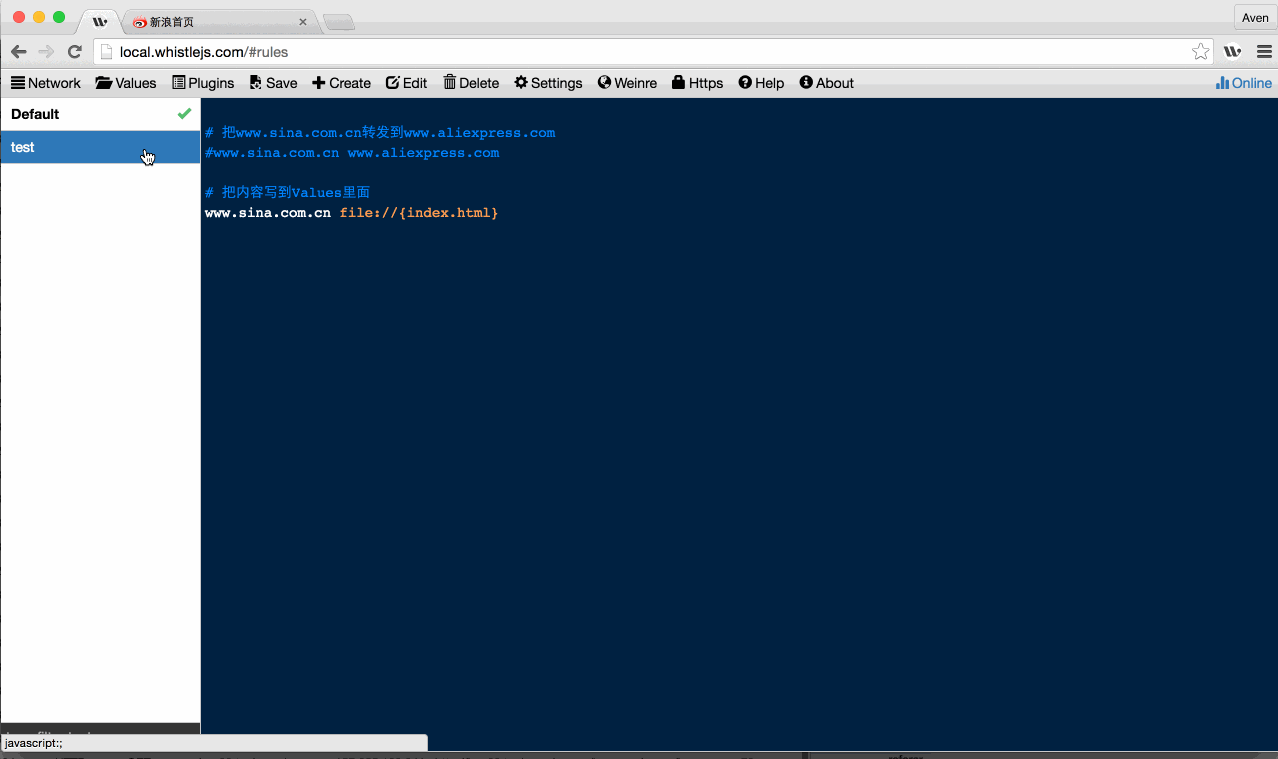 新浪首页
Aven
local.whistlejs.com/#rules
Network Values Plugins Save Create Edit Delete Settings Weinre Https Help About Online
Default
test
# 把www.sina.com.cn转发到www.aliexpress.com
#www.sina.com.cn www.aliexpress.com
# 把内容写到Values里面
www.sina.com.cn file://{index.html}
javascript:;